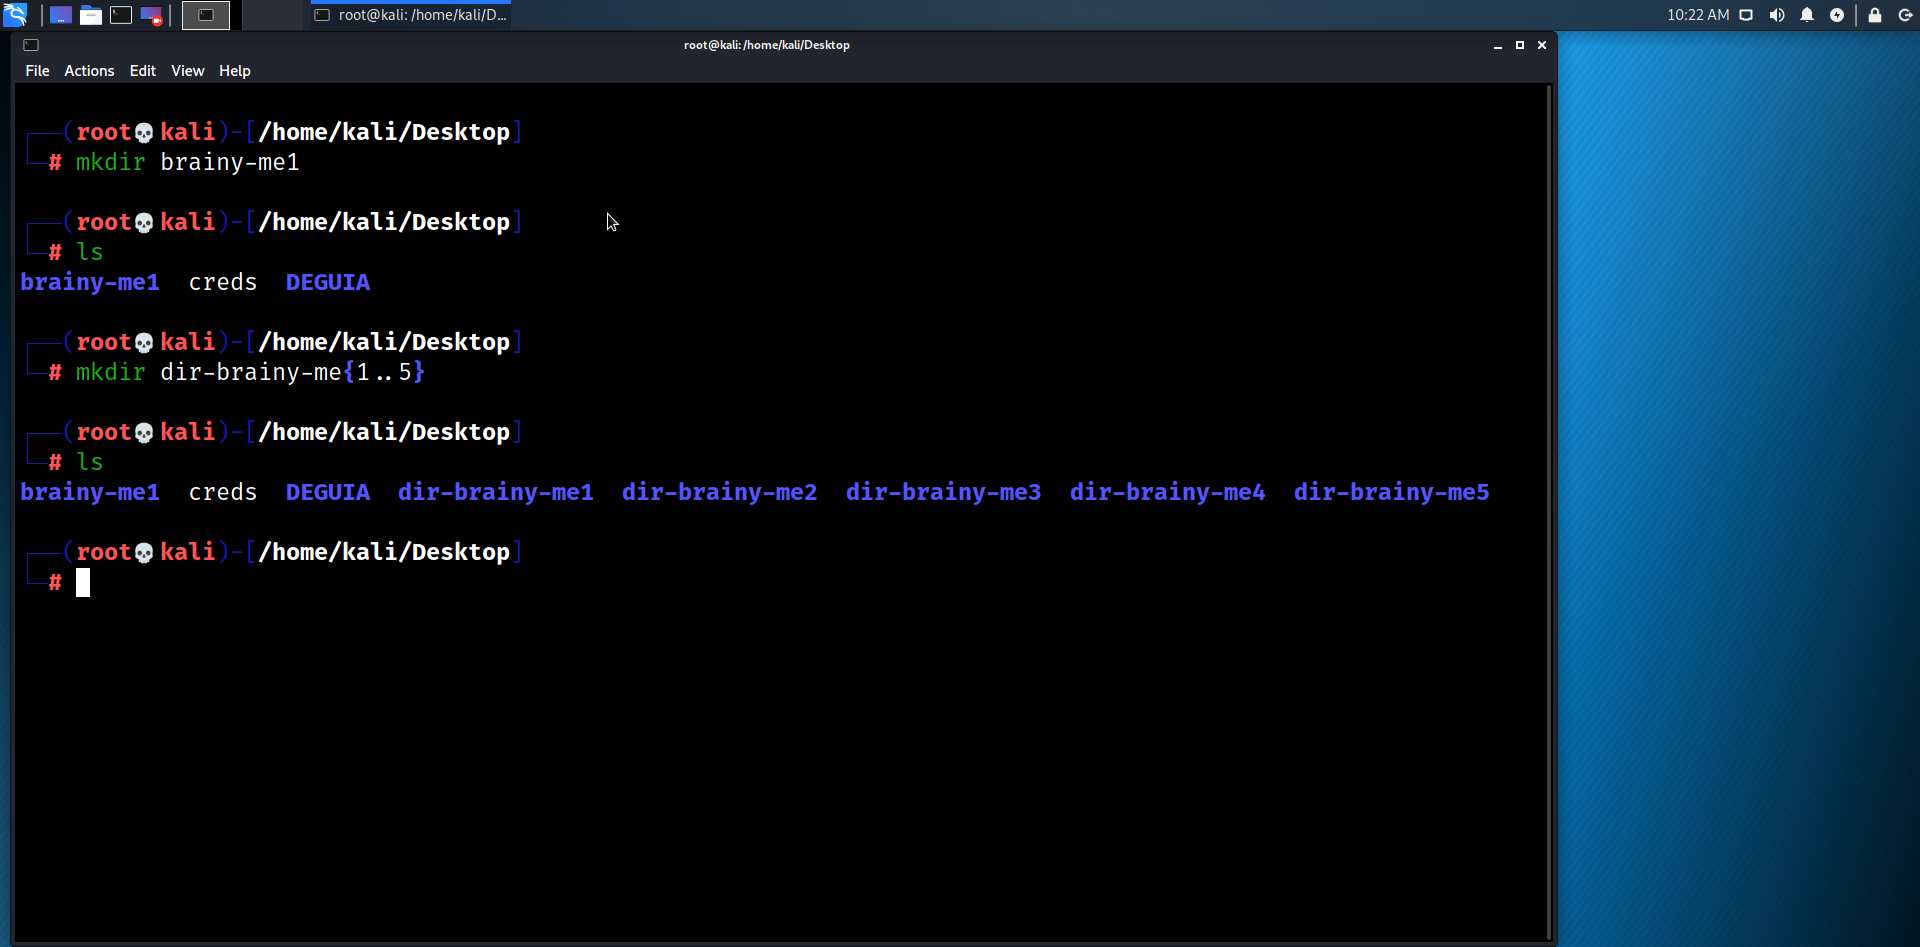 root@kali: /home/kali/D...
10:22 AM
root@kali:/home/kali/Desktop
File Actions Edit View Help
(root💀kali)-[/home/kali/Desktop]
# mkdir brainy-me1
(root💀kali)-[/home/kali/Desktop]
# ls
brainy-me1 creds DEGUIA
(root💀kali)-[/home/kali/Desktop]
# mkdir dir-brainy-me{1..5}
(root💀kali)-[/home/kali/Desktop]
# ls
brainy-me1 creds DEGUIA dir-brainy-me1 dir-brainy-me2 dir-brainy-me3 dir-brainy-me4 dir-brainy-me5
(root💀kali)-[/home/kali/Desktop]
#